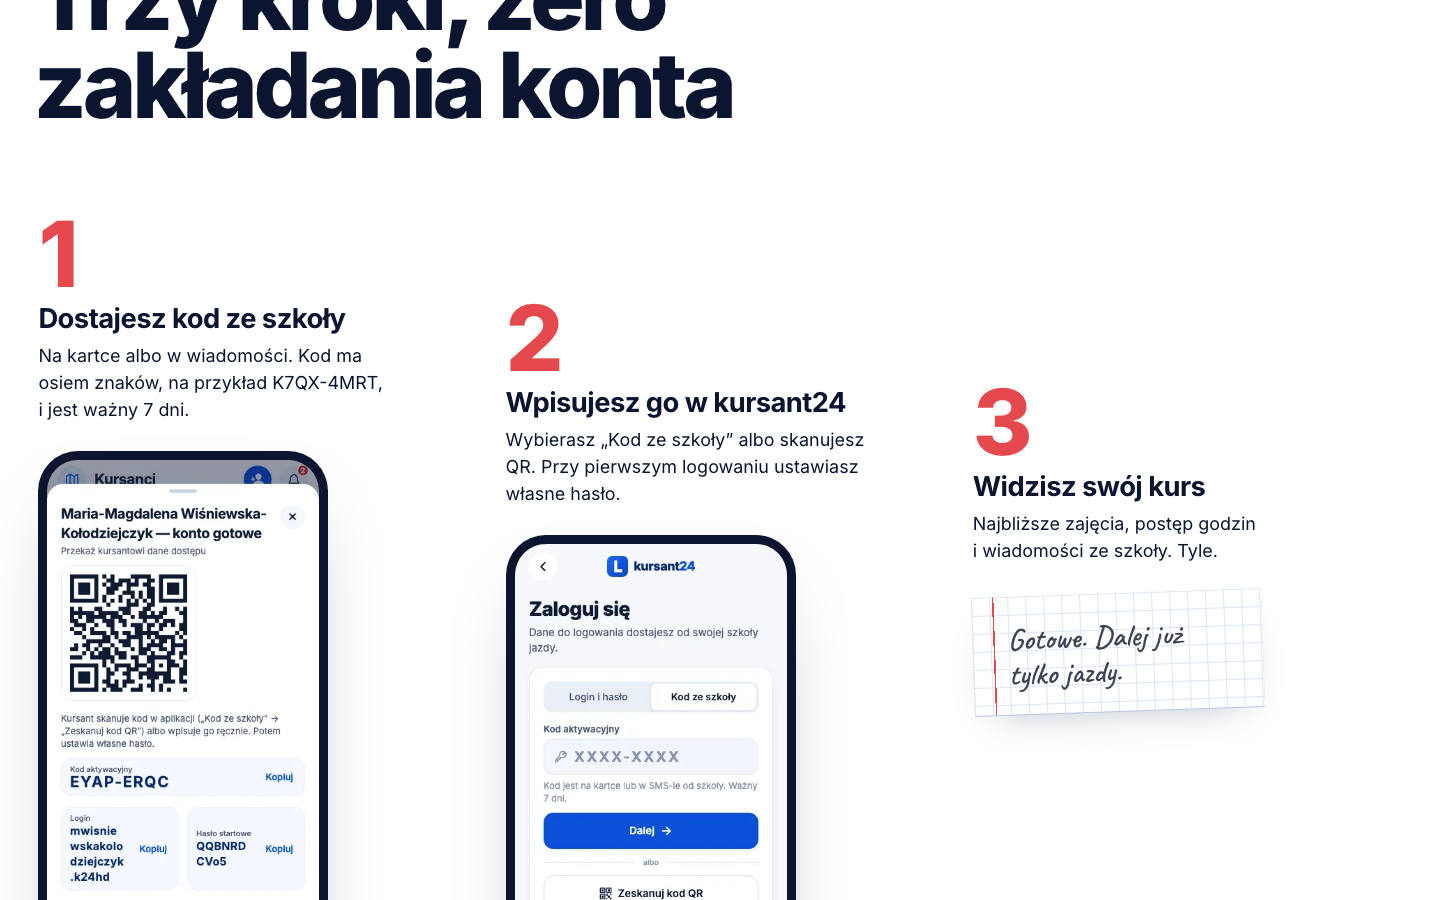 Trzy kroki, zero
zakładania konta
1
Dostajesz kod ze szkoły
Na kartce albo w wiadomości. Kod ma
osiem znaków, na przykład K7QX-4MRT,
i jest ważny 7 dni.
Kursanci
2
Maria-Magdalena Wiśniewska-
Kołodziejczyk — konto gotowe
Przekaż kursantowi dane dostępu
Kursant skanuje kod w aplikacji („Kod ze szkoły” →
„Zeskanuj kod QR”) albo wpisuje go ręcznie. Potem
ustawia własne hasło.
Kod aktywacyjny
EYAP-ERQC
Kopiuj
Login
mwisnie
wskakolo
dziejczyk
.k24hd
Kopiuj
Hasło startowe
QQBNRD
CVo5
Kopiuj
2
Wpisujesz go w kursant24
Wybierasz „Kod ze szkoły” albo skanujesz
QR. Przy pierwszym logowaniu ustawiasz
własne hasło.
L kursant24
Zaloguj się
Dane do logowania dostajesz od swojej szkoły
jazdy.
Login i hasło
Kod ze szkoły
Kod aktywacyjny
XXXX-XXXX
Kod jest na kartce lub w SMS-ie od szkoły. Ważny
7 dni.
Dalej →
albo
Zeskanuj kod QR
3
Widzisz swój kurs
Najbliższe zajęcia, postęp godzin
i wiadomości ze szkoły. Tyle.
Gotowe. Dalej już
tylko jazdy.